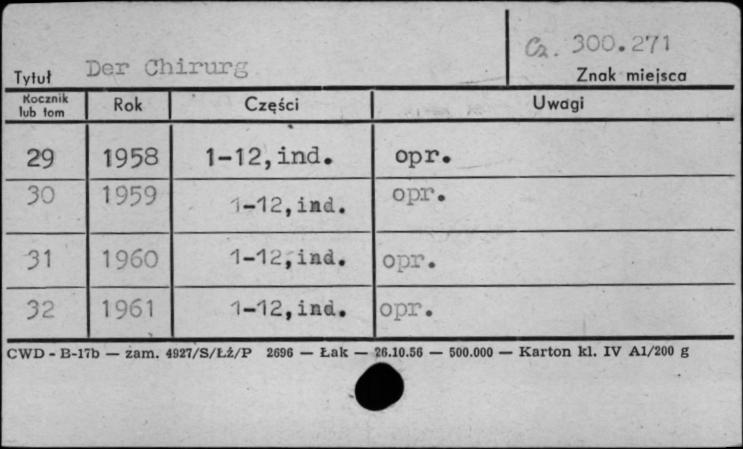 Cz. 300.271
Tytuł Der Chirurg Znak miejsca
Rocznik lub tom Rok Części Uwagi
29 1958 1-12,ind. opr.
30 1959 1-12,ind. opr.
31 1960 1-12,ind. opr.
32 1961 1-12,ind. opr.
CWD - B-17b — zam. 4927/S/Łż/P 2696 — Łak — 26.10.56 — 500.000 — Karton kl. IV A1/200 g